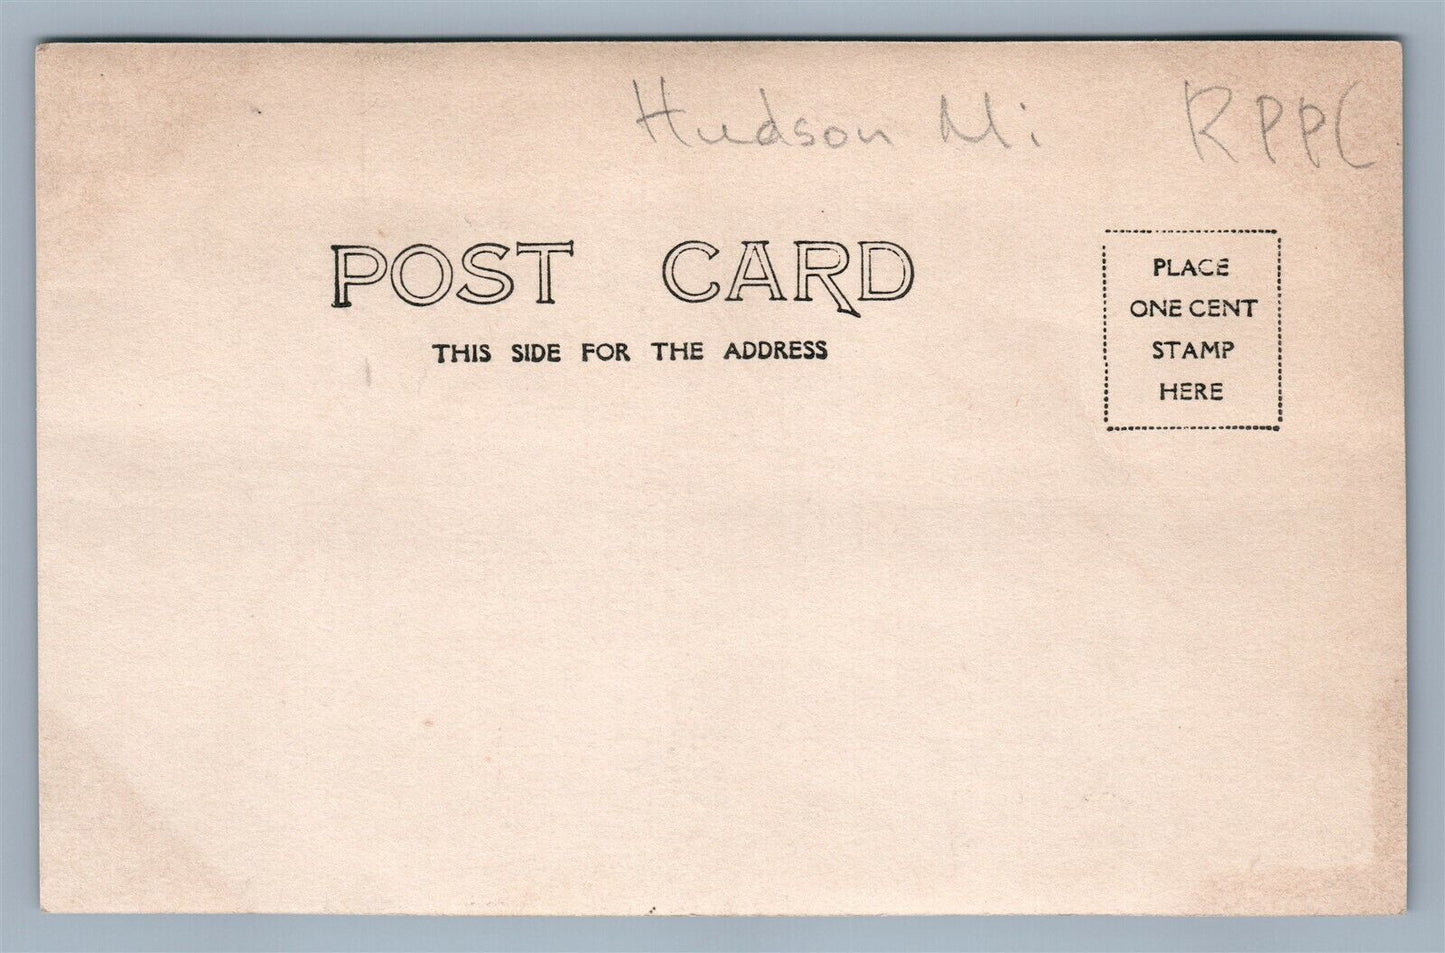 Hudson Mi RPPC
POST CARD
THIS SIDE FOR THE ADDRESS
PLACE
ONE CENT
STAMP
HERE